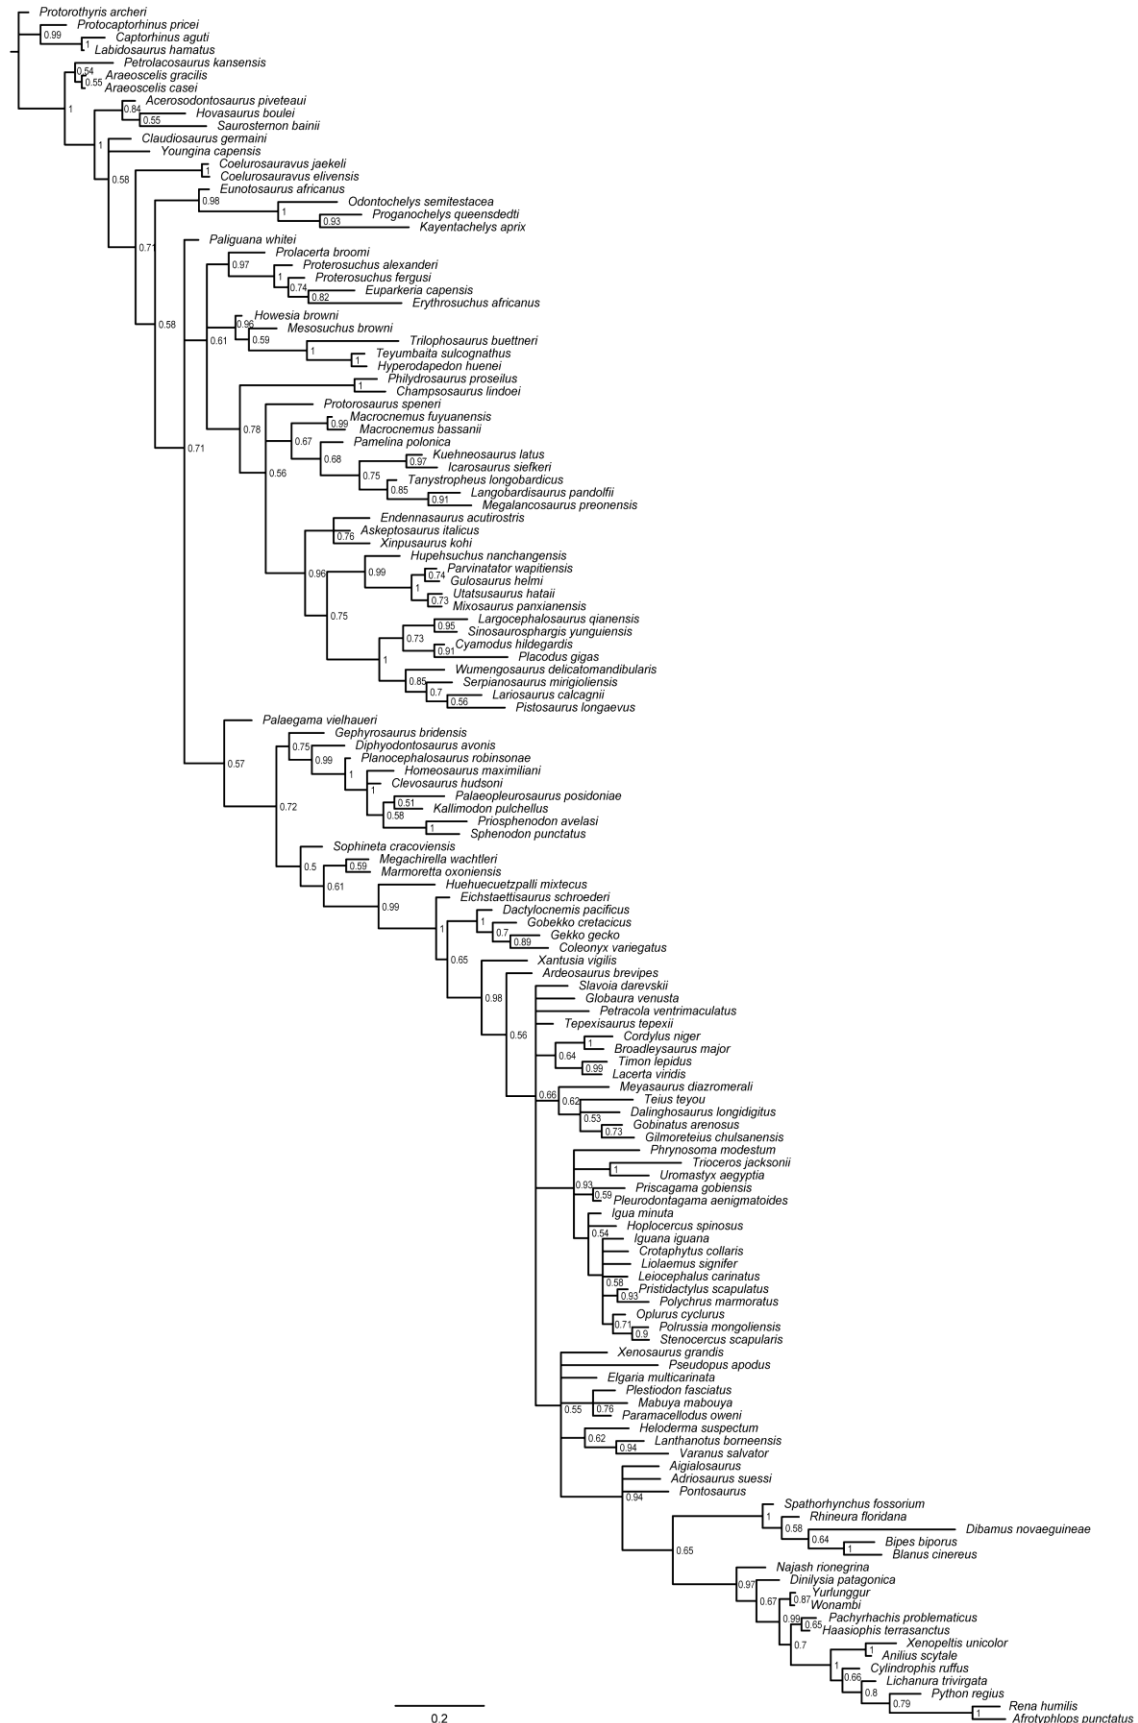 Protorothyris archeri
Protocaptorhinus pricei
0.99
Captorhinus aguti
1
Labidosaurus hamatus
Petrolacosaurus kansensis
0.54
Araeoscelis gracilis
0.55
Araeoscelis casei
1
Acerosodontosaurus piveteaui
0.84
Hovasaurus boulei
0.55
Saurosternon bainii
Claudiosaurus germaini
1
Youngina capensis
Coelurosauravus jaekeli
1
0.58
Coelurosauravus elivensis
Eunotosaurus africanus
0.98
Odontochelys semitestacea
1
Proganochelys queensdedti
0.93
Kayentachelys aprix
Paliguana whitei
0.71
Prolacerta broomi
0.97
Proterosuchus alexanderi
1
Proterosuchus fergusi
0.74
Euparkeria capensis
0.82
Erythrosuchus africanus
Howesia browni
0.96
0.58
Mesosuchus browni
0.59
0.61
Trilophosaurus buettneri
1
Teyumbaita sulcognathus
1
Hyperodapedon huenei
Philydrosaurus proseilus
1
Champsosaurus lindoei
Protorosaurus speneri
Macrocnemus fuyuanensis
0.99
Macrocnemus bassanii
0.78
0.67
Pamelina polonica
0.71
Kuehneosaurus latus
0.68
0.97
Icarosaurus siefkeri
0.56
0.75
Tanystropheus longobardicus
0.85
Langobardisaurus pandolfii
0.91
Megalancosaurus preonensis
Endennasaurus acutirostris
Askeptosaurus italicus
0.76
Xinpusaurus kohi
Hupehsuchus nanchangensis
0.96
0.99
Parvinatator wapitiensis
0.74
Gulosaurus helmi
1
Utatsusaurus hataii
0.73
Mixosaurus panxianensis
0.75
Largocephalosaurus qianensis
0.95
Sinosaurosphargis yunguiensis
0.73
Cyamodus hildegardis
0.91
Placodus gigas
1
Wumengosaurus delicatomandibularis
0.85
Serpianosaurus mirigioliensis
0.7
Lariosaurus calcagnii
0.56
Pistosaurus longaevus
Palaegama vielhaueri
Gephyrosaurus bridensis
0.75
Diphyodontosaurus avonis
0.99
Planocephalosaurus robinsonae
0.57
1
Homeosaurus maximiliani
Clevosaurus hudsoni
1
Palaeopleurosaurus posidoniae
0.51
0.72
Kallimodon pulchellus
0.58
Priosphenodon avelasi
1
Sphenodon punctatus
Sophineta cracoviensis
0.5
Megachirella wachtleri
0.59
Marmoretta oxoniensis
0.61
Huehuecuetzpalli mixtecus
0.99
Eichstaettisaurus schroederi
Dactylocnemis pacificus
1
1
Gobekko cretacicus
0.7
Gekko gecko
0.89
Coleonyx variegatus
0.65
Xantusia vigilis
Ardeosaurus brevipes
Slavoia darevskii
0.98
Globaura venusta
Petracola ventrimaculatus
Tepexisaurus tepexii
0.56
Cordylus niger
1
Broadleysaurus major
0.64
Timon lepidus
0.99
Lacerta viridis
Meyasaurus diazromerali
0.66
0.62
Teius teyou
Dalinghosaurus longidigitus
0.53
Gobinatus arenosus
0.73
Gilmoreteius chulsanensis
Phrynosoma modestum
Trioceros jacksonii
1
Uromastyx aegyptia
0.93
Priscagama gobiensis
0.59
Pleurodontagama aenigmatoides
Igua minuta
Hoplocercus spinosus
0.54
Iguana iguana
Crotaphytus collaris
Liolaemus signifer
Leiocephalus carinatus
0.58
Pristidactylus scapulatus
0.93
Polychrus marmoratus
Oplurus cyclurus
0.71
Polrussia mongoliensis
0.9
Stenocercus scapularis
Xenosaurus grandis
Pseudopus apodus
Elgaria multicarinata
Plestiodon fasciatus
Mabuya mabouya
0.55
0.76
Paramacellodus oweni
Heloderma suspectum
0.62
Lanthanotus borneensis
0.94
Varanus salvator
Aigialosaurus
Adriosaurus suessi
Pontosaurus
0.94
Spathorhynchus fossorium
1
Rhineura floridana
0.58
Dibamus novaeguineae
0.64
Bipes biporus
1
0.65
Blanus cinereus
Najash rionegrina
0.97
Dinilysia patagonica
Yurlunggur
0.67
0.87
Wonambi
Pachyrhachis problematicus
0.99
0.65
Haasiophis terrasanctus
0.7
Xenopeltis unicolor
1
Anilius scytale
1
Cylindrophis ruffus
0.66
Lichanura trivirgata
0.8
Python regius
0.79
Rena humilis
1
Afrotyphlops punctatus
0.2